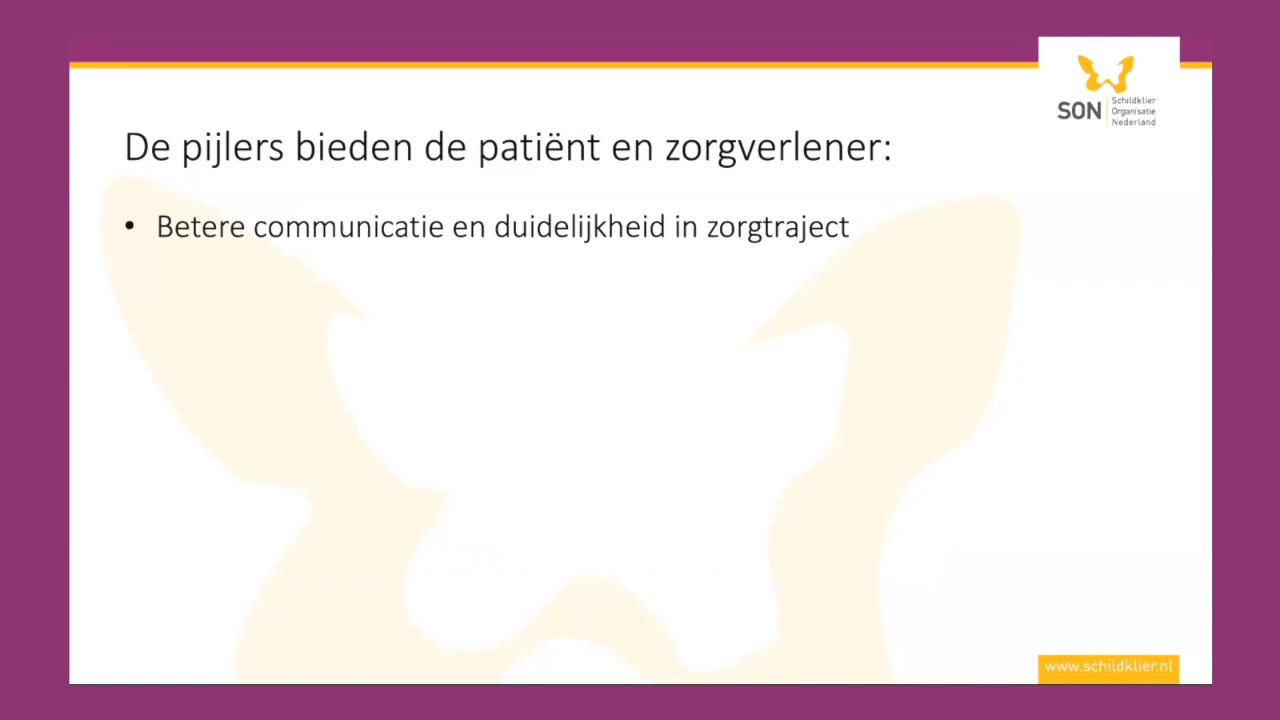 SON
Schildklier
Organisatie
Nederland
De pijlers bieden de patiënt en zorgverlener:
• Betere communicatie en duidelijkheid in zorgtraject
www.schildklier.nl